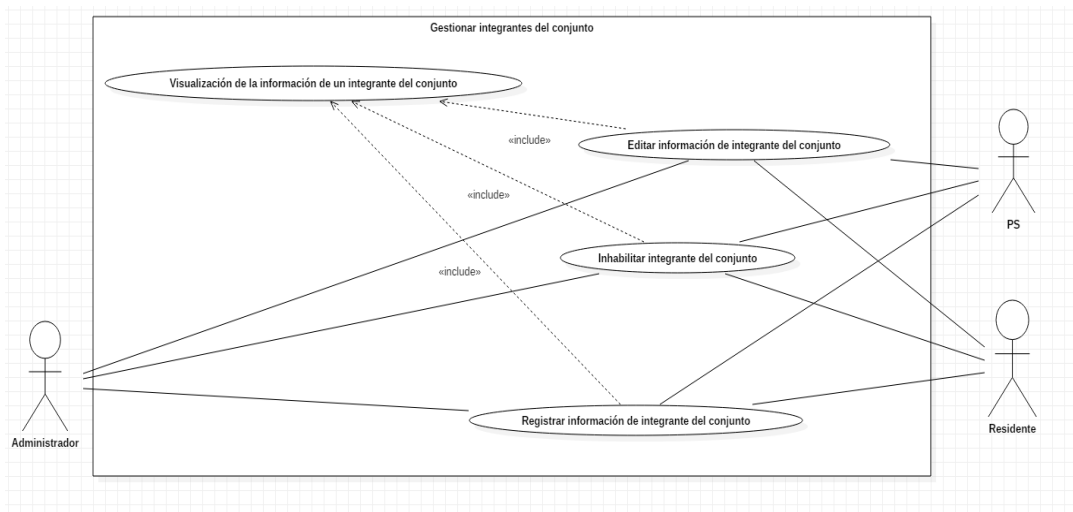 Gestionar integrantes del conjunto
Visualización de la información de un integrante del conjunto
«include»
Editar información de integrante del conjunto
«include»
PS
Inhabilitar integrante del conjunto
«include»
Registrar información de integrante del conjunto
Administrador
Residente